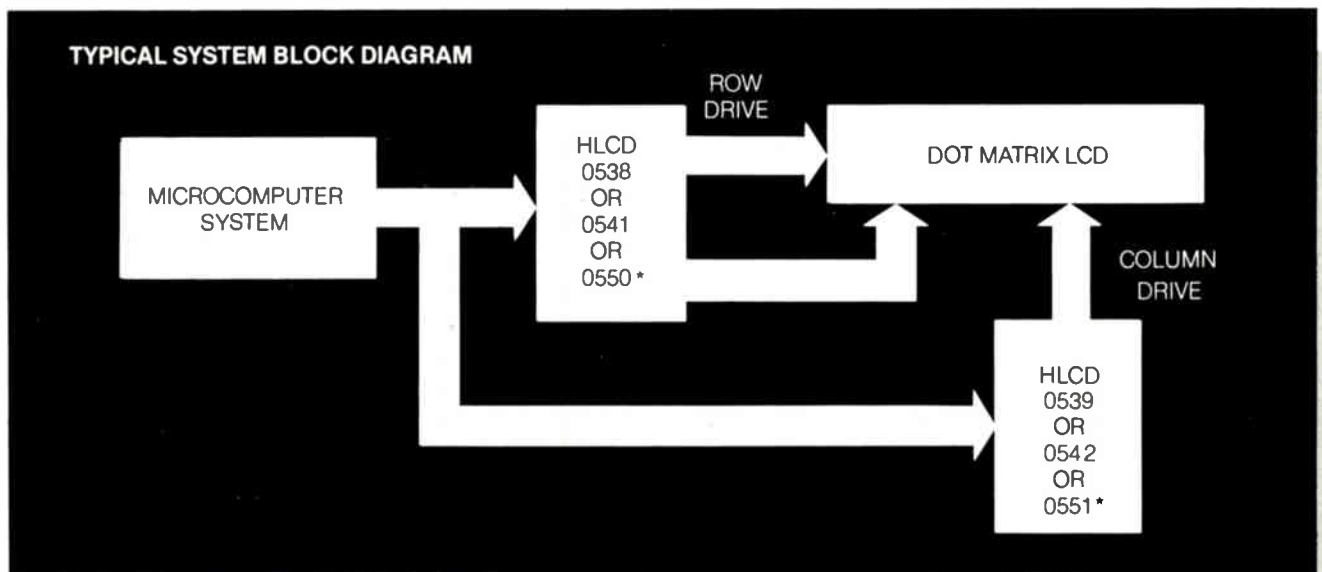 TYPICAL SYSTEM BLOCK DIAGRAM
MICROCOMPUTER
SYSTEM
HLCD
0538
OR
0541
OR
0550*
ROW
DRIVE
DOT MATRIX LCD
COLUMN
DRIVE
HLCD
0539
OR
0542
OR
0551*